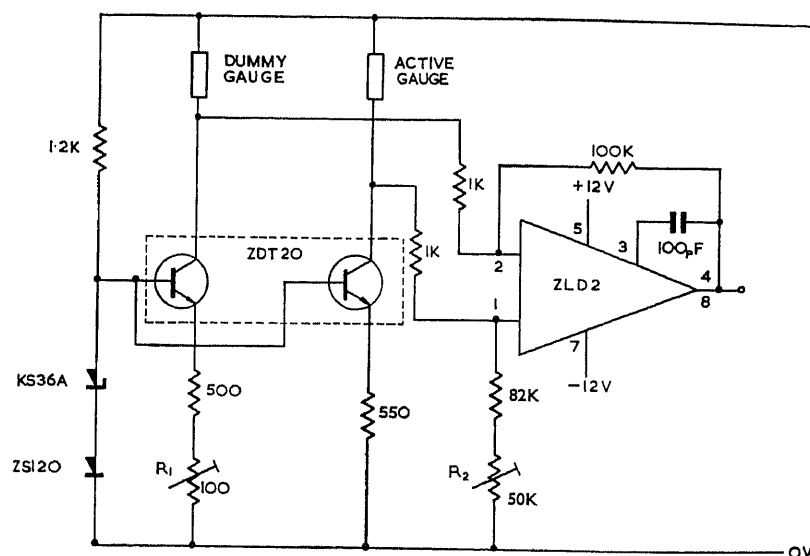 DUMMY
GAUGE
ACTIVE
GAUGE
1·2K
1K
100K
+12V
5
3
100pF
ZDT20
1K
2
4
ZLD2
8
1
7
-12V
KS36A
500
550
82K
ZS120
R1
100
R2
50K
0V